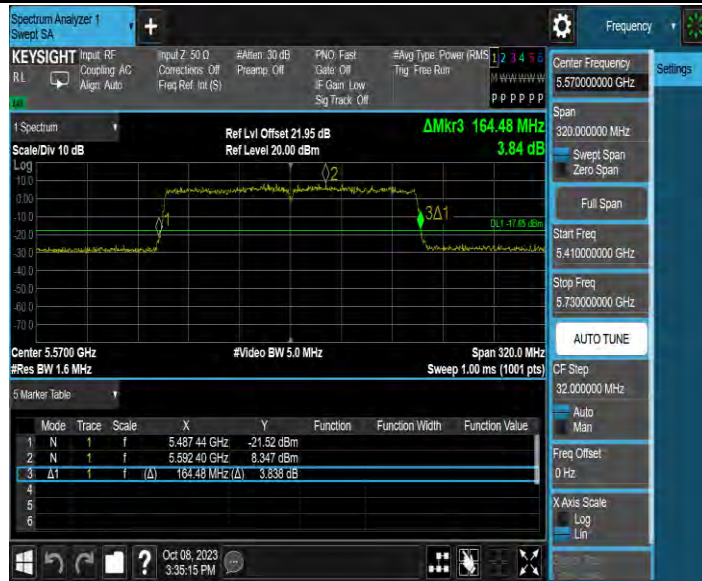 Spectrum Analyzer 1
Swept SA
Frequency
KEYSIGHT Input: RF
RL
Coupling: AC
Align: Auto
Input Z: 50 Ω
Corrections: Off
Freq Ref: Int (S)
#Atten: 30 dB
Preamp: Off
PNO: Fast
Gate: Off
IF Gain: Low
Sig Track: Off
#Avg Type: Power (RMS)
Trig: Free Run
1 2 3 4 5 6
M W W W W W
P P P P P P
Center Frequency
5.570000000 GHz
Settings
Span
320.000000 MHz
Swept Span
Zero Span
Full Span
Start Freq
5.410000000 GHz
Stop Freq
5.730000000 GHz
AUTO TUNE
CF Step
32.000000 MHz
Auto
Man
Freq Offset
0 Hz
X Axis Scale
Log
Lin
1 Spectrum
Scale/Div 10 dB
Ref Lvl Offset 21.95 dB
Ref Level 20.00 dBm
ΔMkr3 164.48 MHz
3.84 dB
Log
10.0
0.00
-10.0
-20.0
-30.0
-40.0
-50.0
-60.0
-70.0
1
2
3Δ1
DL1 -17.65 dBm
Center 5.5700 GHz
#Res BW 1.6 MHz
#Video BW 5.0 MHz
Span 320.0 MHz
Sweep 1.00 ms (1001 pts)
5 Marker Table
Mode Trace Scale X Y Function Function Width Function Value
1 N 1 f 5.487 44 GHz -21.52 dBm
2 N 1 f 5.592 40 GHz 8.347 dBm
3 Δ1 1 f (Δ) 164.48 MHz (Δ) 3.838 dB
4
5
6
?
Oct 08, 2023
3:35:15 PM